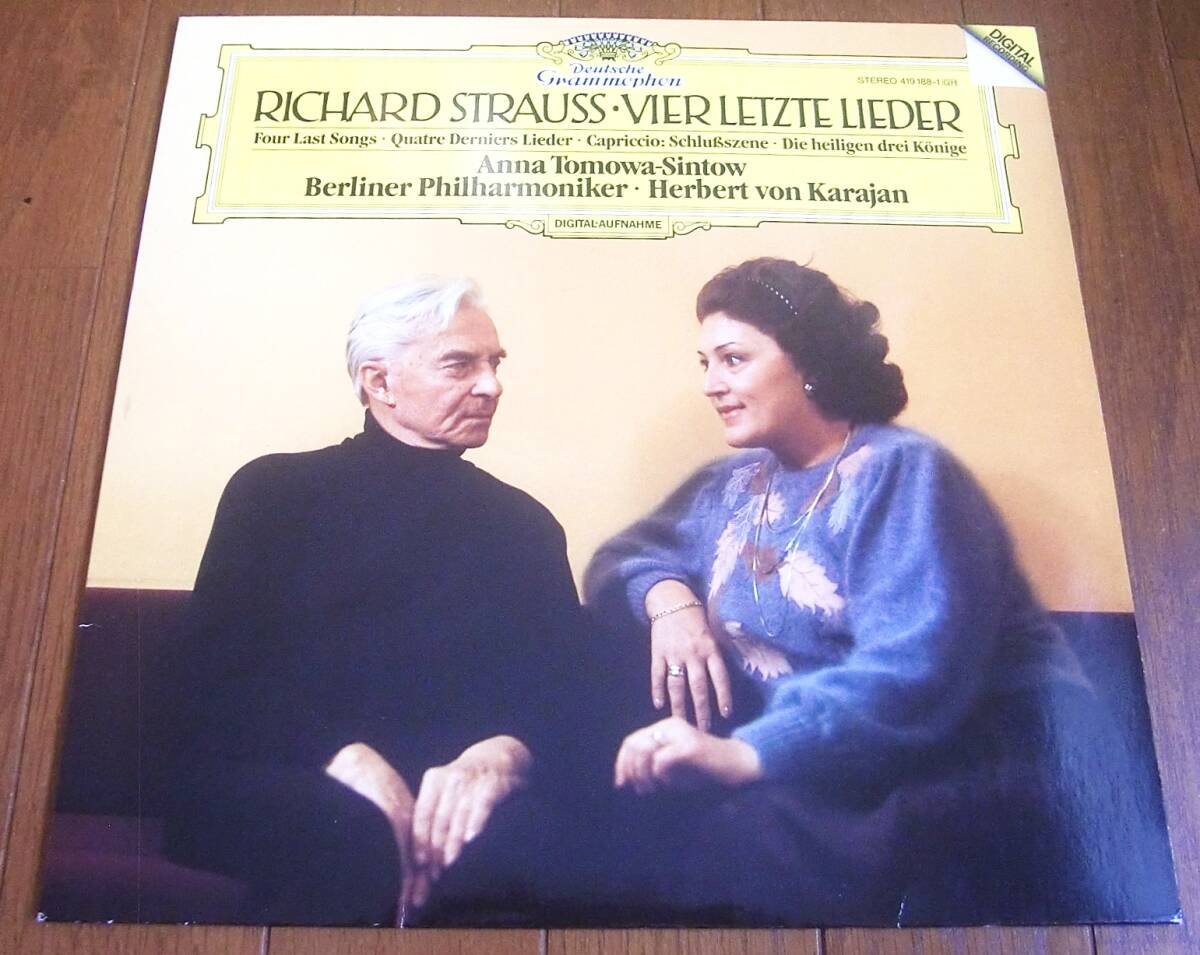 DIGITAL
RECORDING
Deutsche
Grammophon
STEREO 419 188-1 GH
RICHARD STRAUSS · VIER LETZTE LIEDER
Four Last Songs · Quatre Derniers Lieder · Capriccio: Schlußszene · Die heiligen drei Könige
Anna Tomowa-Sintow
Berliner Philharmoniker · Herbert von Karajan
DIGITAL-AUFNAHME